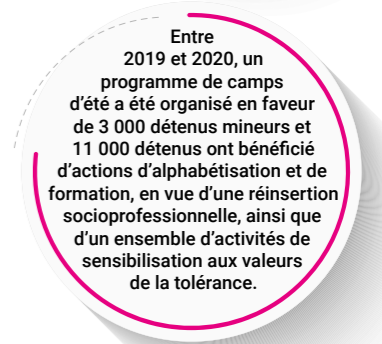 Entre
2019 et 2020, un
programme de camps
d'été a été organisé en faveur
de 3 000 détenus mineurs et
11 000 détenus ont bénéficié
d'actions d'alphabétisation et de
formation, en vue d'une réinsertion
socioprofessionnelle, ainsi que
d'un ensemble d'activités de
sensibilisation aux valeurs
de la tolérance.